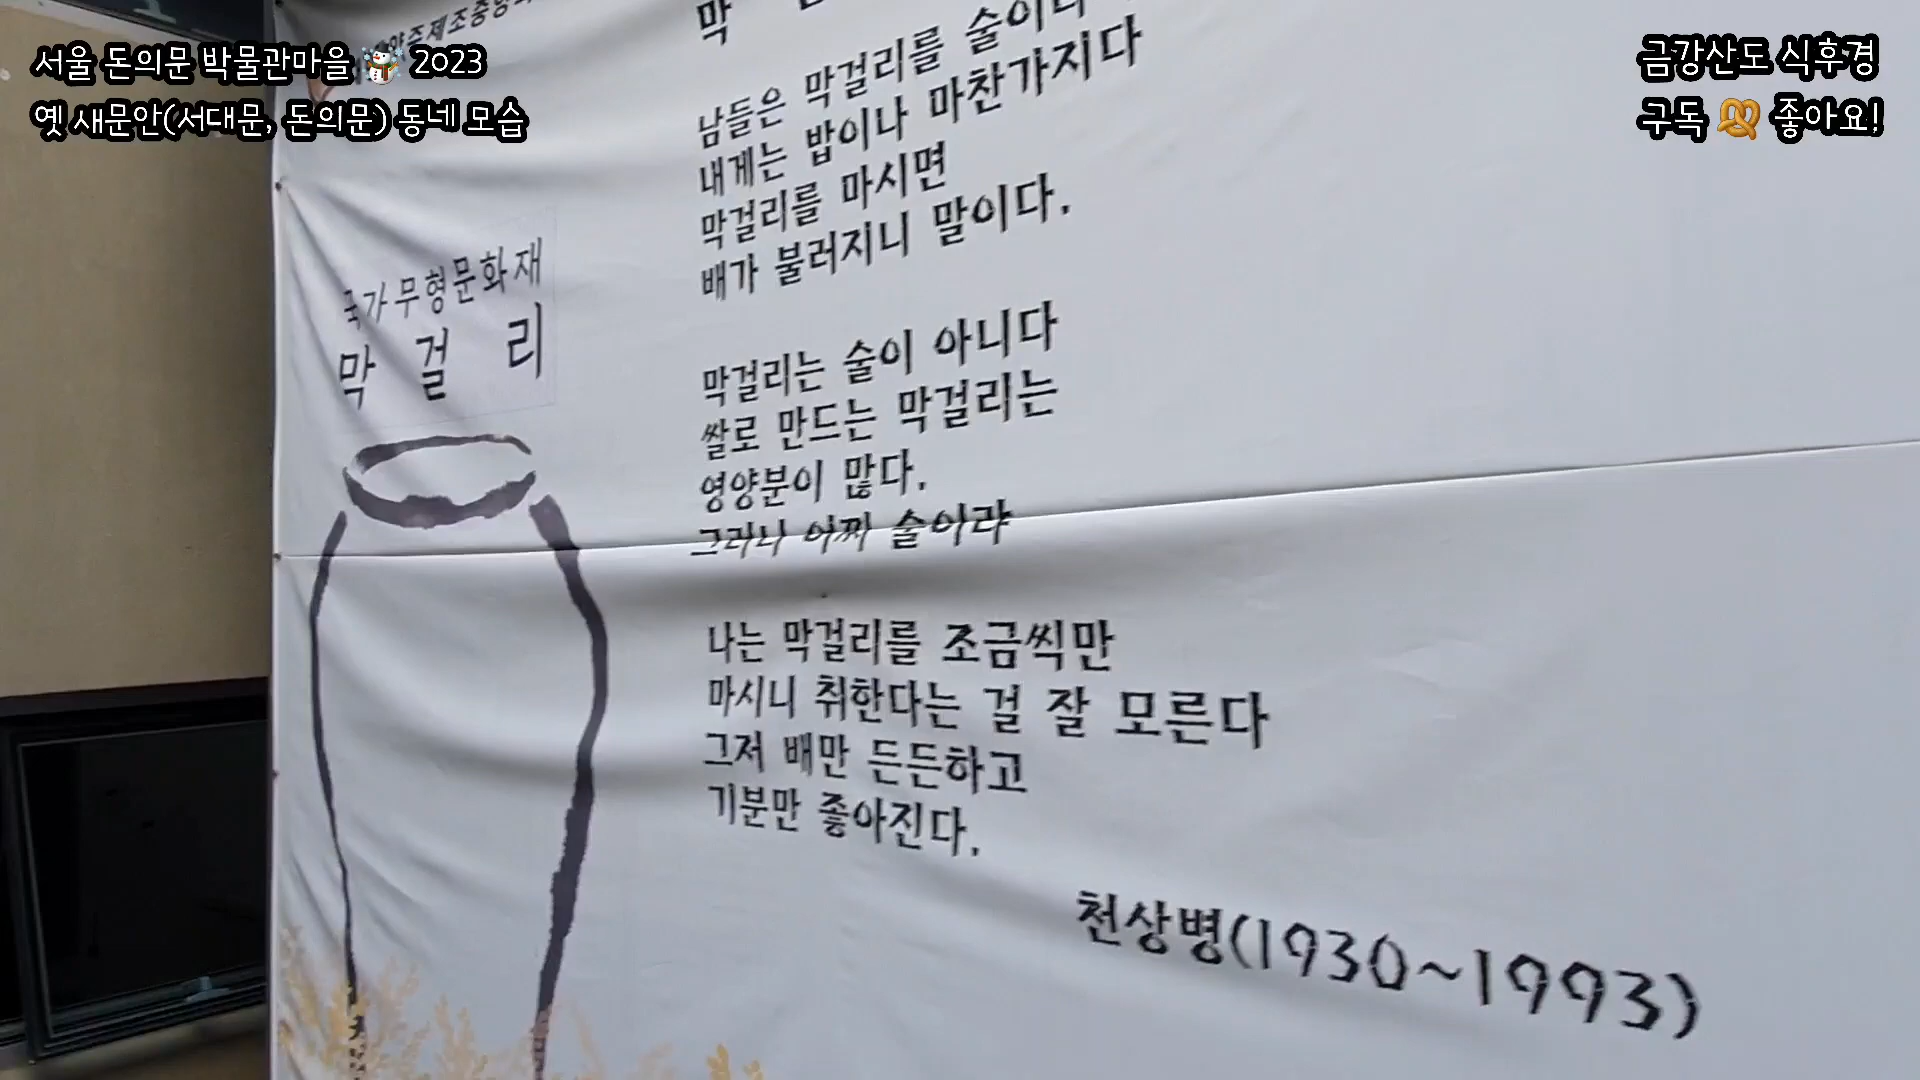 서울 돈의문 박물관마을 ⛄ 2023
옛 새문안(서대문, 돈의문) 동네 모습
금강산도 식후경
구독 🥨 좋아요!
국가무형문화재
막 걸 리
막
남들은 막걸리를
내게는 밥이나 마찬가지다
막걸리를 마시면
배가 불러지니 말이다.
막걸리는 술이 아니다
쌀로 만드는 막걸리는
영양분이 많다.
그러니 어찌 술이랴
나는 막걸리를 조금씩만
마시니 취한다는 걸 잘 모른다
그저 배만 든든하고
기분만 좋아진다.
천상병(1930~1993)